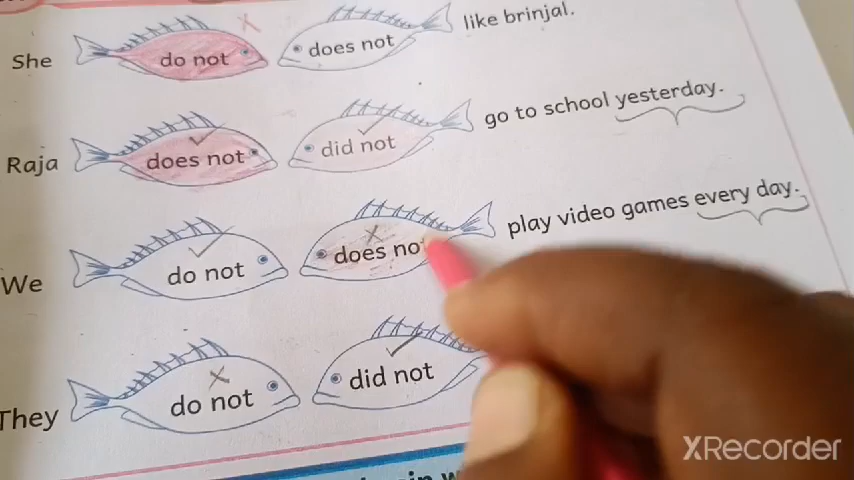 She do not does not like brinjal.
Raja does not did not go to school yesterday.
We do not does not play video games every day.
They do not did not
XRecorder